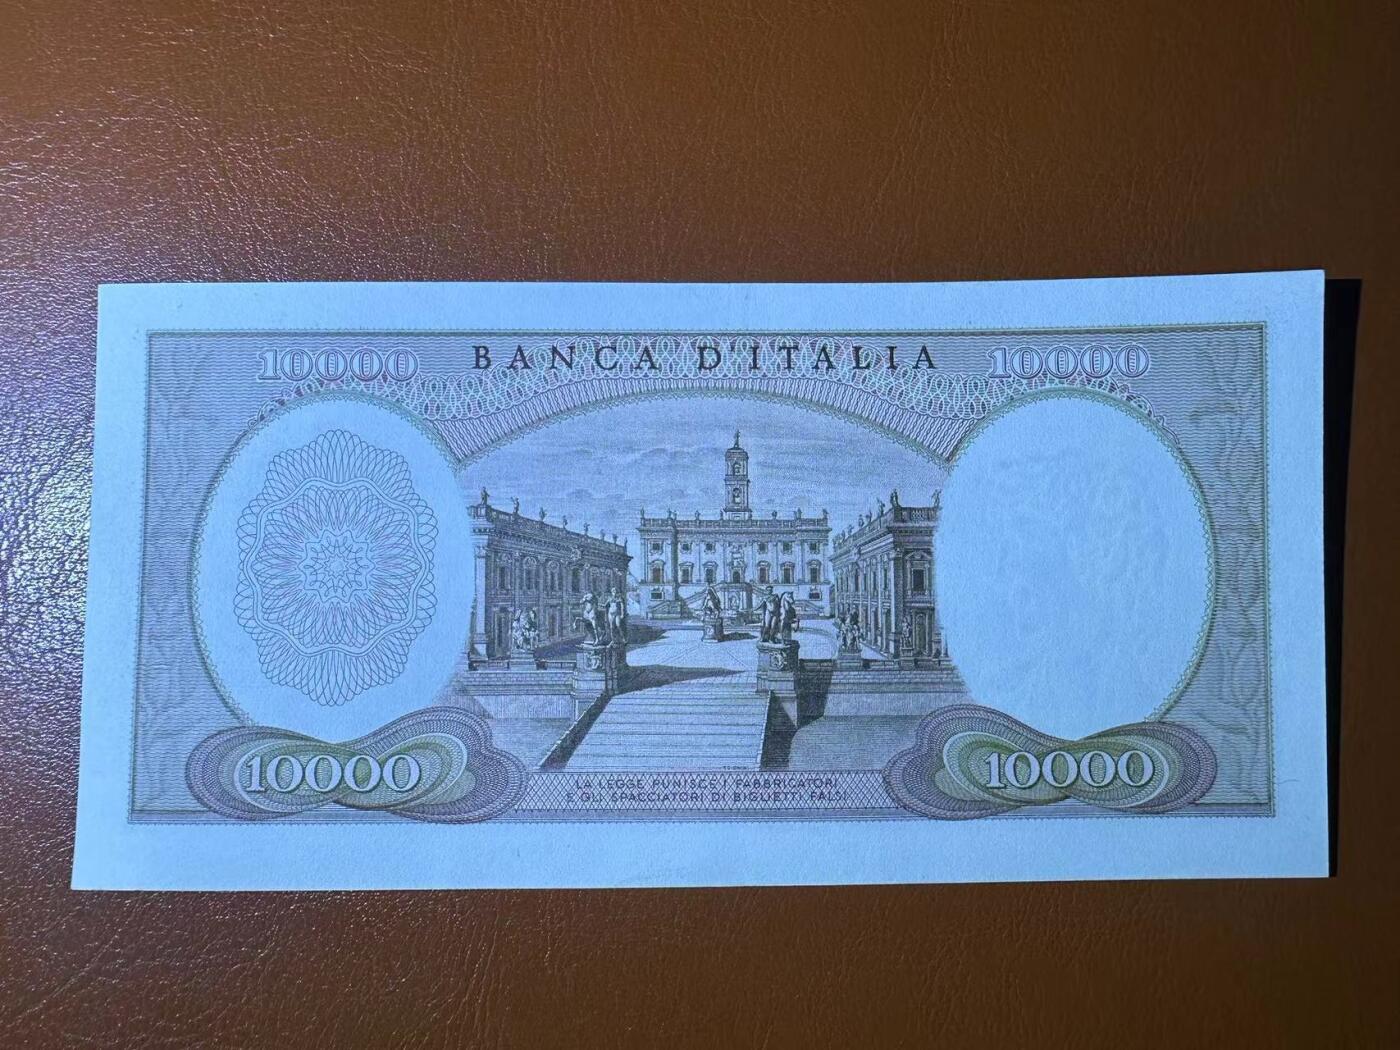 10000 BANCA D'ITALIA 10000
10000
LA LEGGE PUNISCE I FABBRICATORI
E GLI SPACCIATORI DI BIGLIETTI FALSI
10000